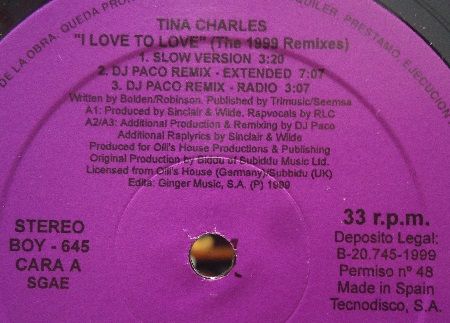 DE LA OBRA. QUEDA PRO
QUILER, PRESTAMO, EJECUCION
TINA CHARLES
"I LOVE TO LOVE" (The 1999 Remixes)
1. SLOW VERSION 3:20
2. DJ PACO REMIX - EXTENDED 7:07
3. DJ PACO REMIX - RADIO 3:07
Written by Bolden/Robinson. Published by Trimusic/Seemsa
A1: Produced by Sinclair & Wilde, Rapvocals by RLC
A2/A3: Additional Production & Remixing by DJ Paco
Additional Raplyrics by Sinclair & Wilde
Produced for Olli's House Productions & Publishing
Original Production by Biddu of Subiddu Music Ltd.
Licensed from Olli's House (Germany)/Subbidu (UK)
Edita: Ginger Music, S.A. (P) 1999
STEREO
BOY - 645
CARA A
SGAE
33 r.p.m.
Deposito Legal:
B-20.745-1999
Permiso nº 48
Made in Spain
Tecnodisco, S.A.